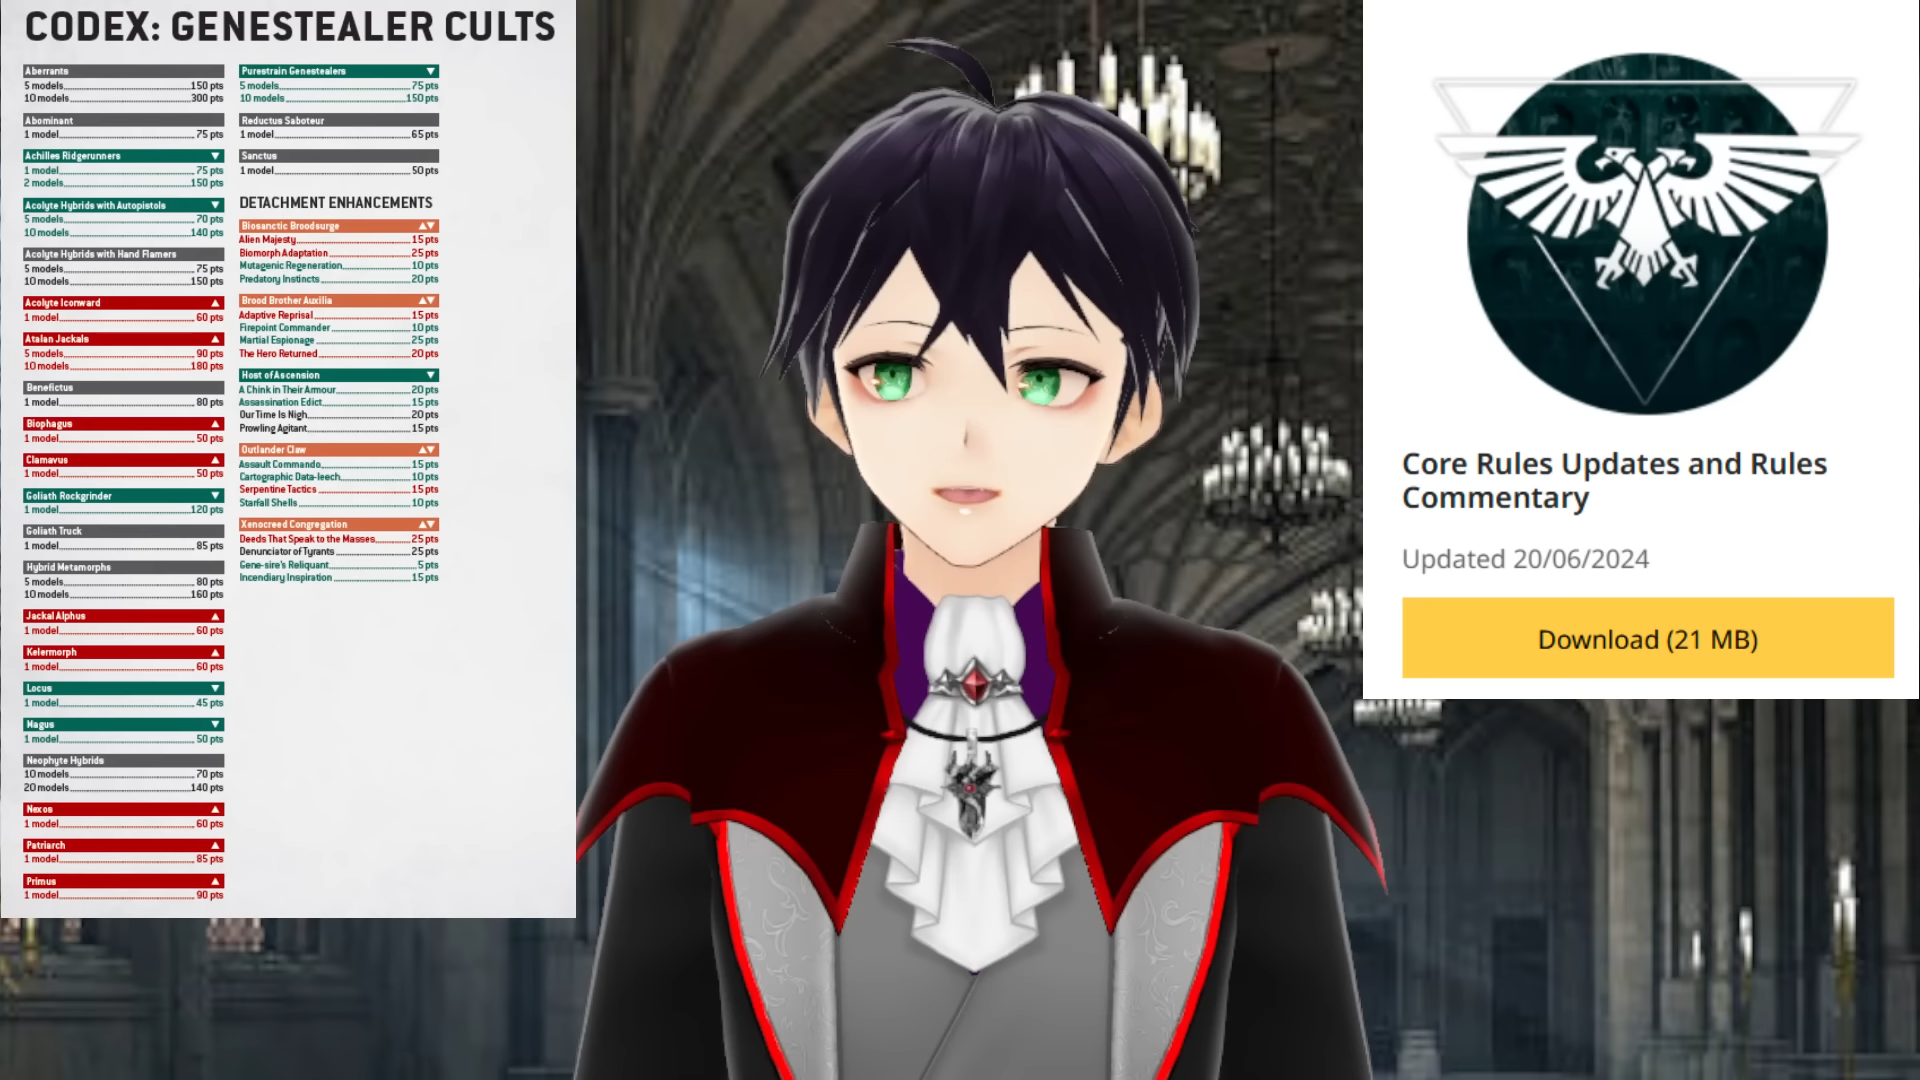 CODEX: GENESTEALER CULTS
Aberrants
5 models 150 pts
10 models 300 pts
Abominant
1 model 75 pts
Achilles Ridgerunners ▼
1 model 75 pts
2 models 150 pts
Acolyte Hybrids with Autopistols ▼
5 models 70 pts
10 models 140 pts
Acolyte Hybrids with Hand Flamers
5 models 75 pts
10 models 150 pts
Acolyte Iconward ▲
1 model 60 pts
Atalan Jackals ▲
5 models 90 pts
10 models 180 pts
Benefictus
1 model 80 pts
Biophagus ▲
1 model 50 pts
Clamavus ▲
1 model 50 pts
Goliath Rockgrinder ▼
1 model 120 pts
Goliath Truck
1 model 85 pts
Hybrid Metamorphs
5 models 80 pts
10 models 160 pts
Jackal Alphus ▲
1 model 60 pts
Kelermorph ▲
1 model 60 pts
Locus ▼
1 model 45 pts
Magus ▼
1 model 50 pts
Neophyte Hybrids
10 models 70 pts
20 models 140 pts
Nexos ▲
1 model 60 pts
Patriarch ▲
1 model 85 pts
Primus ▲
1 model 90 pts
Purestrain Genestealers ▼
5 models 75 pts
10 models 150 pts
Reductus Saboteur
1 model 65 pts
Sanctus
1 model 50 pts
DETACHMENT ENHANCEMENTS
Biosanctic Broodsurge ▲▼
Alien Majesty 15 pts
Biomorph Adaptation 25 pts
Mutagenic Regeneration 10 pts
Predatory Instincts 20 pts
Brood Brother Auxilia ▲▼
Adaptive Reprisal 15 pts
Firepoint Commander 10 pts
Martial Espionage 25 pts
The Hero Returned 20 pts
Host of Ascension ▼
A Chink in Their Armour 20 pts
Assassination Edict 15 pts
Our Time Is Nigh 20 pts
Prowling Agitant 15 pts
Outlander Claw ▲▼
Assault Commando 15 pts
Cartographic Data-leech 10 pts
Serpentine Tactics 15 pts
Starfall Shells 10 pts
Xenocreed Congregation ▲▼
Deeds That Speak to the Masses 25 pts
Denunciator of Tyrants 25 pts
Gene-sire's Reliquant 5 pts
Incendiary Inspiration 15 pts
Core Rules Updates and Rules
Commentary
Updated 20/06/2024
Download (21 MB)